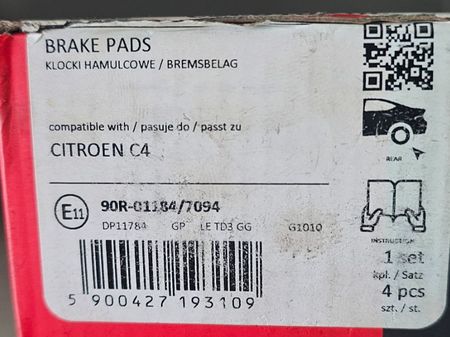 BRAKE PADS
KLOCKI HAMULCOWE / BREMSBELAG
compatible with / pasuje do / passt zu
CITROEN C4
REAR
E11 90R-01184/7094
DP11784 GP LE TD3 GG G1010
INSTRUCTION
5 900427 193109
1 set
kpl. / Satz
4 pcs
szt. / st.